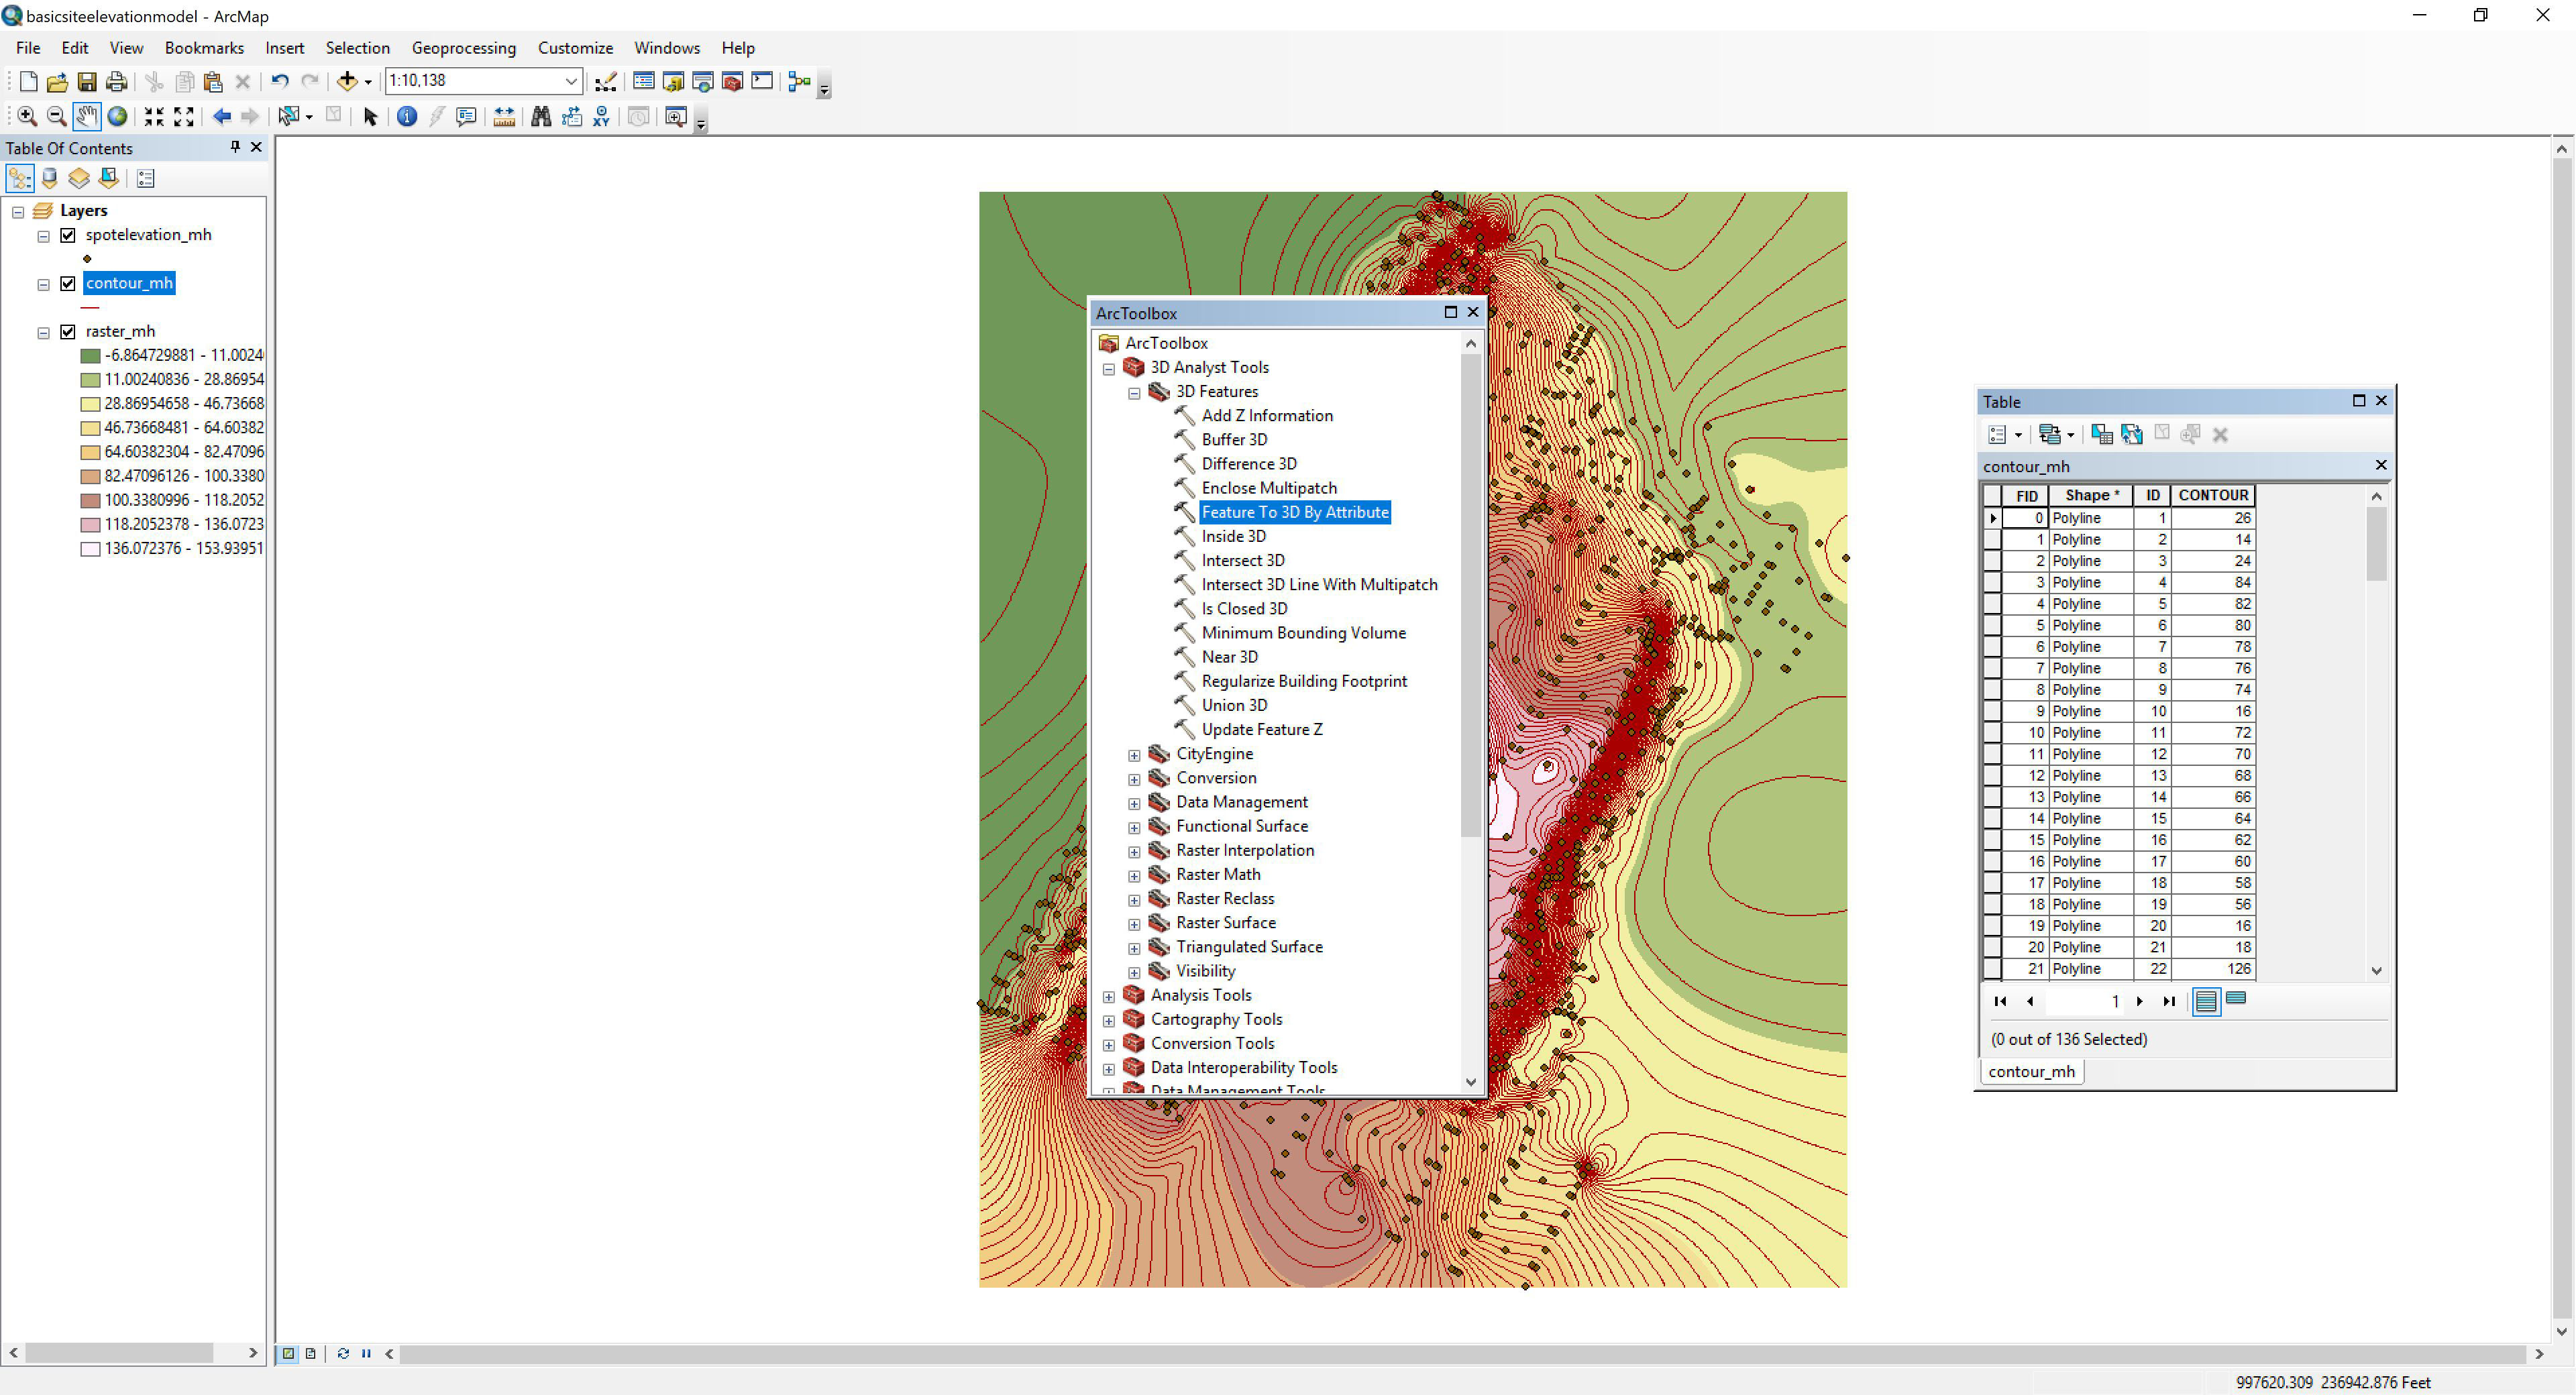 basicsiteelevationmodel - ArcMap
File Edit View Bookmarks Insert Selection Geoprocessing Customize Windows Help
1:10,138
Table Of Contents
Layers
spotelevation_mh
contour_mh
raster_mh
-6.864729881 - 11.0024
11.00240836 - 28.86954
28.86954658 - 46.73668
46.73668481 - 64.60382
64.60382304 - 82.47096
82.47096126 - 100.3380
100.3380996 - 118.2052
118.2052378 - 136.0723
136.072376 - 153.93951
ArcToolbox
ArcToolbox
3D Analyst Tools
3D Features
Add Z Information
Buffer 3D
Difference 3D
Enclose Multipatch
Feature To 3D By Attribute
Inside 3D
Intersect 3D
Intersect 3D Line With Multipatch
Is Closed 3D
Minimum Bounding Volume
Near 3D
Regularize Building Footprint
Union 3D
Update Feature Z
CityEngine
Conversion
Data Management
Functional Surface
Raster Interpolation
Raster Math
Raster Reclass
Raster Surface
Triangulated Surface
Visibility
Analysis Tools
Cartography Tools
Conversion Tools
Data Interoperability Tools
Data Management Tools
Table
contour_mh
FID Shape * ID CONTOUR
0 Polyline 1 26
1 Polyline 2 14
2 Polyline 3 24
3 Polyline 4 84
4 Polyline 5 82
5 Polyline 6 80
6 Polyline 7 78
7 Polyline 8 76
8 Polyline 9 74
9 Polyline 10 16
10 Polyline 11 72
11 Polyline 12 70
12 Polyline 13 68
13 Polyline 14 66
14 Polyline 15 64
15 Polyline 16 62
16 Polyline 17 60
17 Polyline 18 58
18 Polyline 19 56
19 Polyline 20 16
20 Polyline 21 18
21 Polyline 22 126
1
(0 out of 136 Selected)
contour_mh
997620.309 236942.876 Feet